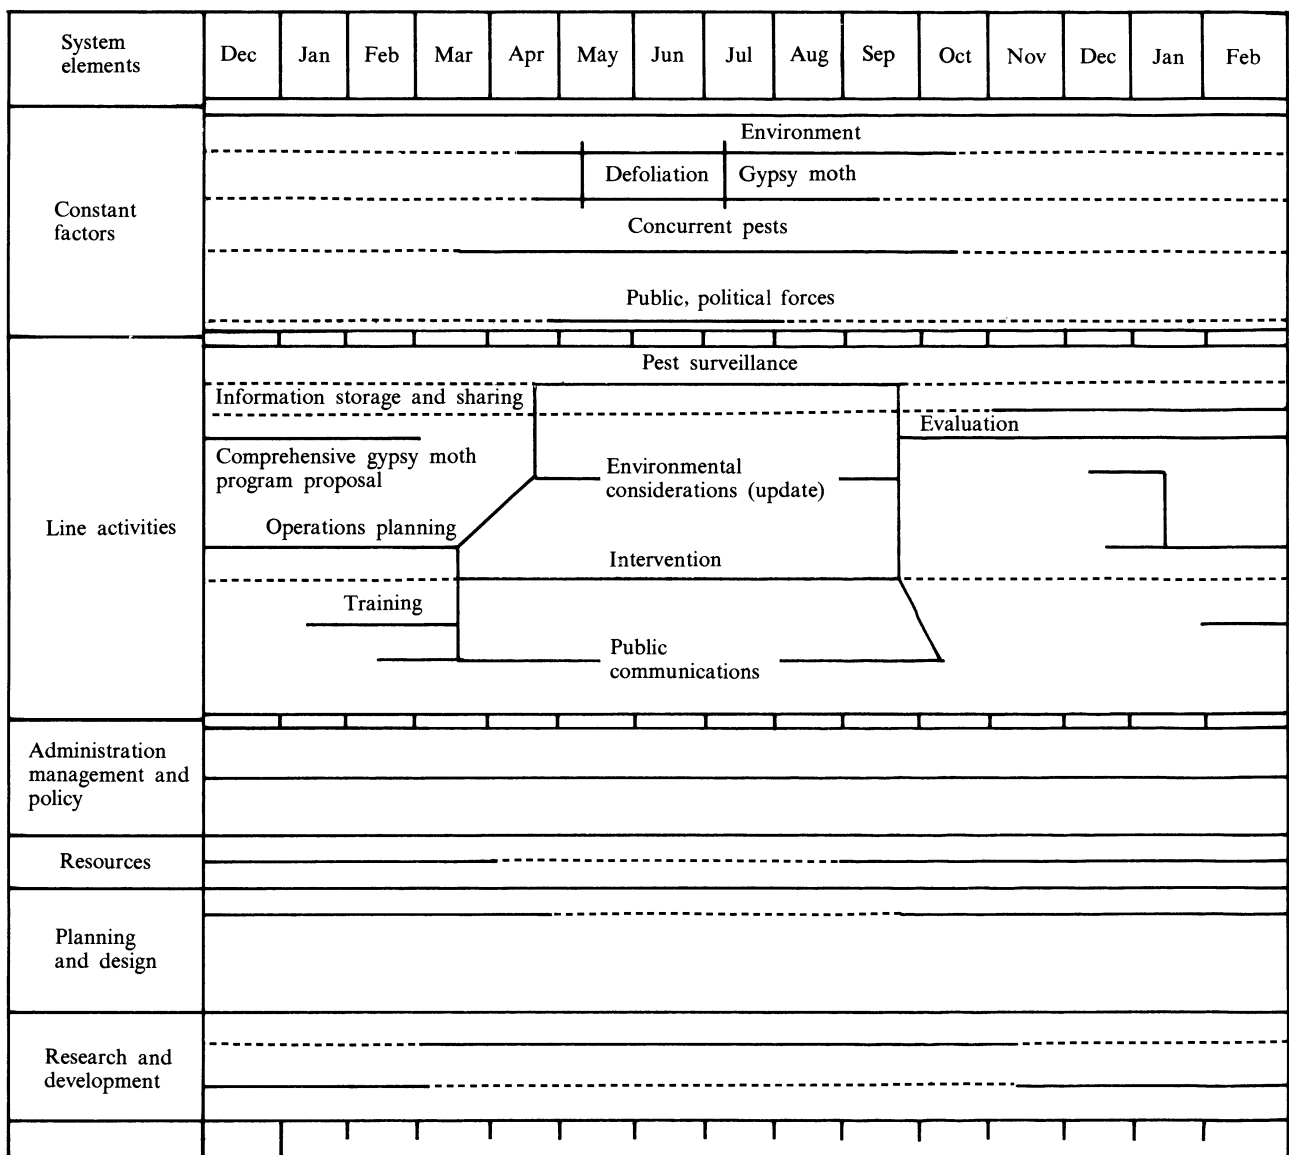 System
elements
Dec Jan Feb Mar Apr May Jun Jul Aug Sep Oct Nov Dec Jan Feb
Constant
factors
Environment
Defoliation Gypsy moth
Concurrent pests
Public, political forces
Line activities
Pest surveillance
Information storage and sharing
Evaluation
Comprehensive gypsy moth
program proposal
Environmental
considerations (update)
Operations planning
Intervention
Training
Public
communications
Administration
management and
policy
Resources
Planning
and design
Research and
development